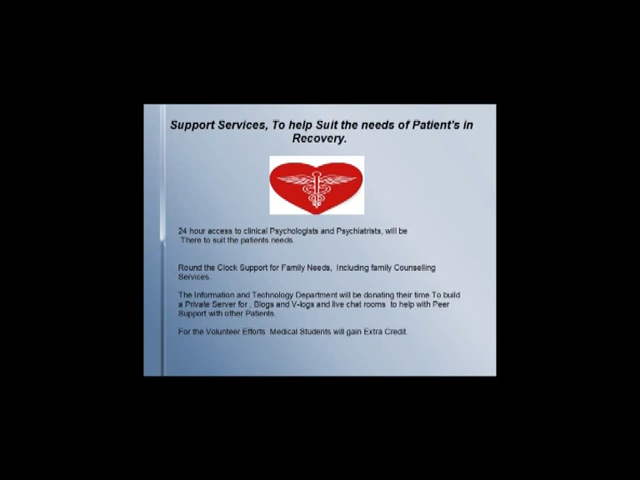 Support Services, To help Suit the needs of Patient's in
Recovery.
24 hour access to clinical Psychologists and Psychiatrists, will be
There to suit the patients needs.
Round the Clock Support for Family Needs, Including family Counselling
Services.
The Information and Technology Department will be donating their time To build
a Private Server for , Blogs and V-logs and live chat rooms to help with Peer
Support with other Patients.
For the Volunteer Efforts Medical Students will gain Extra Credit.